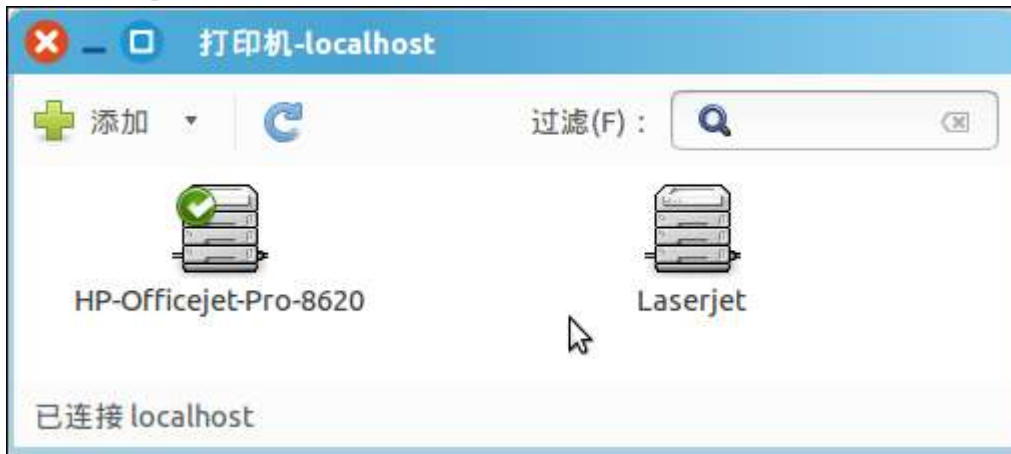 打印机-localhost
添加 过滤(F)：
HP-Officejet-Pro-8620 Laserjet
已连接 localhost